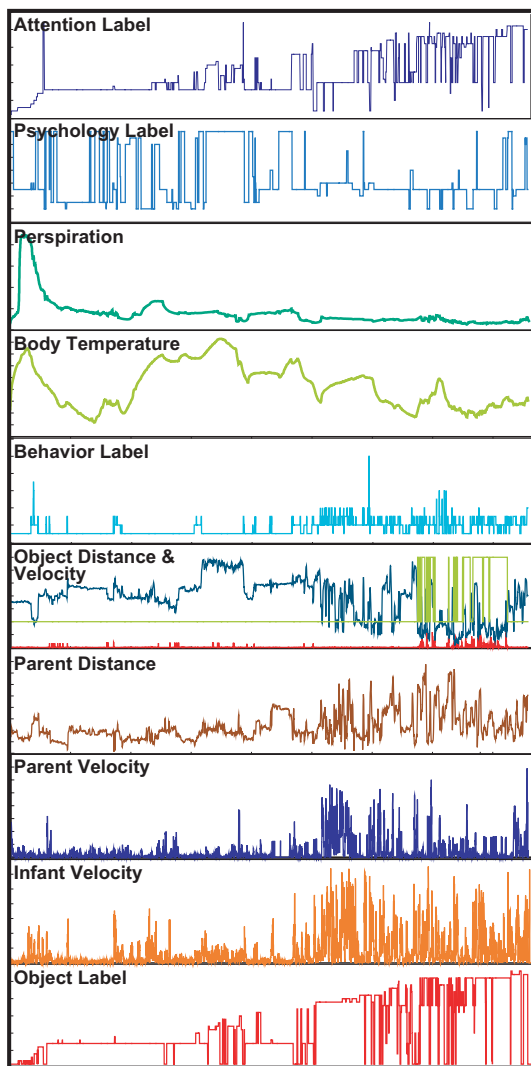 Attention Label
Psychology Label
Perspiration
Body Temperature
Behavior Label
Object Distance &
Velocity
Parent Distance
Parent Velocity
Infant Velocity
Object Label